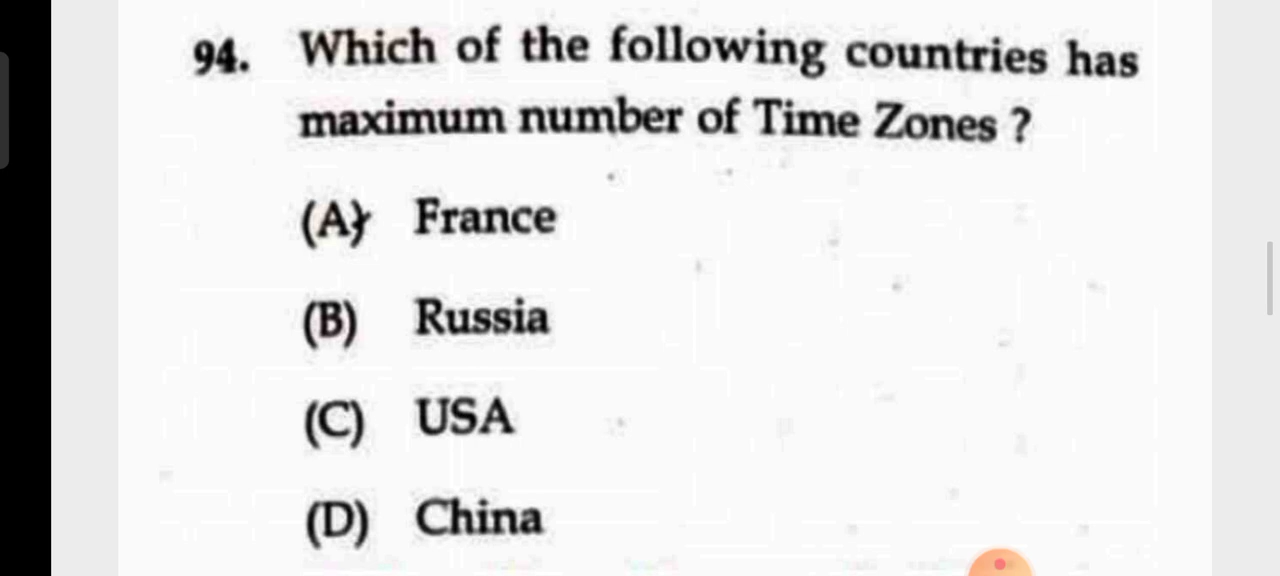 94. Which of the following countries has
maximum number of Time Zones ?
(A) France
(B) Russia
(C) USA
(D) China